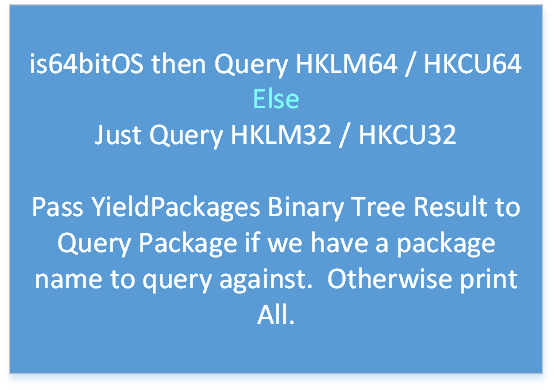 is64bitOS then Query HKLM64 / HKCU64
Else
Just Query HKLM32 / HKCU32
Pass YieldPackages Binary Tree Result to
Query Package if we have a package
name to query against.  Otherwise print
All.